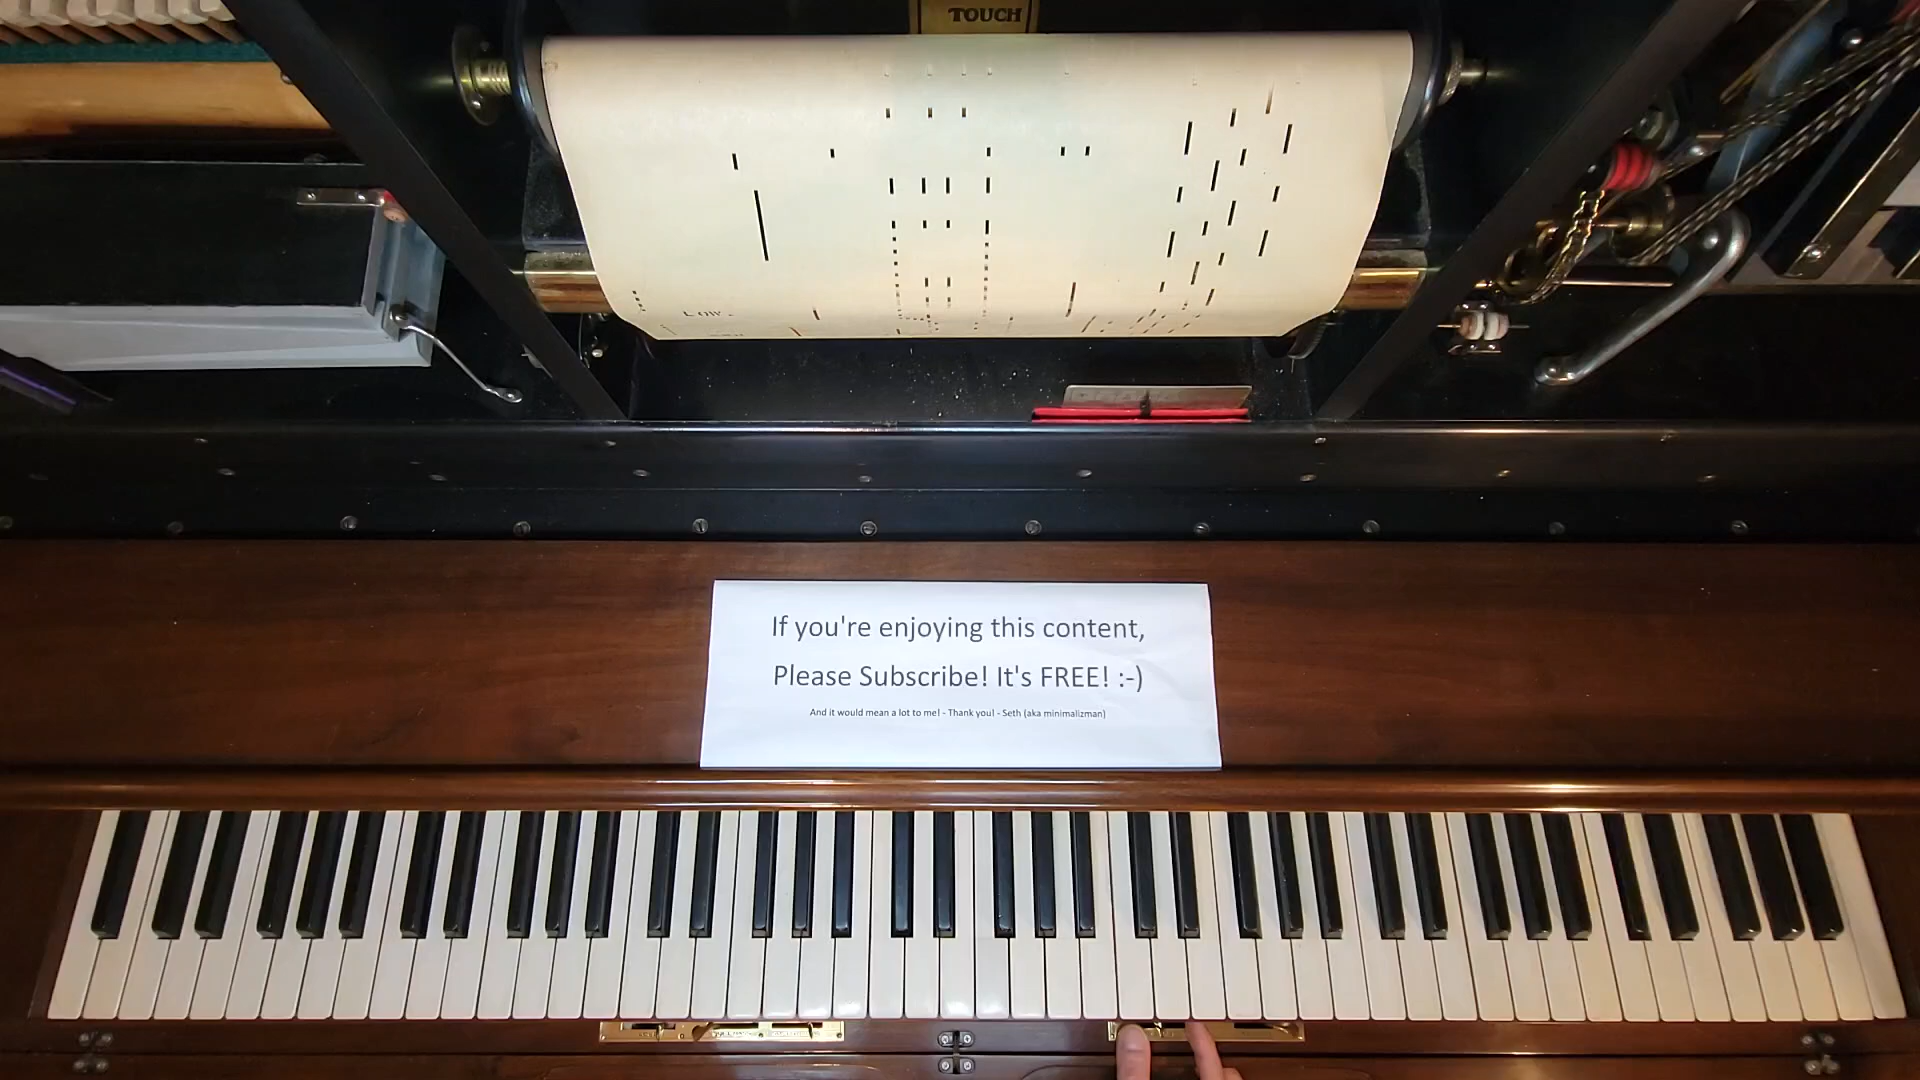 TOUCH
If you're enjoying this content,
Please Subscribe! It's FREE! :-)
And it would mean a lot to me! - Thank you! - Seth (aka minimalizman)